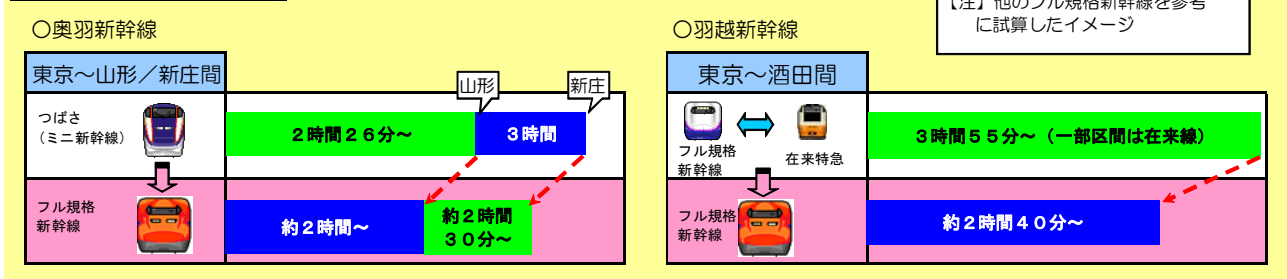 【注】他のフル規格新幹線を参考
に試算したイメージ
〇奥羽新幹線
東京～山形／新庄間
山形
新庄
つばさ
（ミニ新幹線）
２時間２６分～
３時間
フル規格
新幹線
約２時間～
約２時間
３０分～
〇羽越新幹線
東京～酒田間
フル規格
新幹線
在来特急
３時間５５分～（一部区間は在来線）
フル規格
新幹線
約２時間４０分～